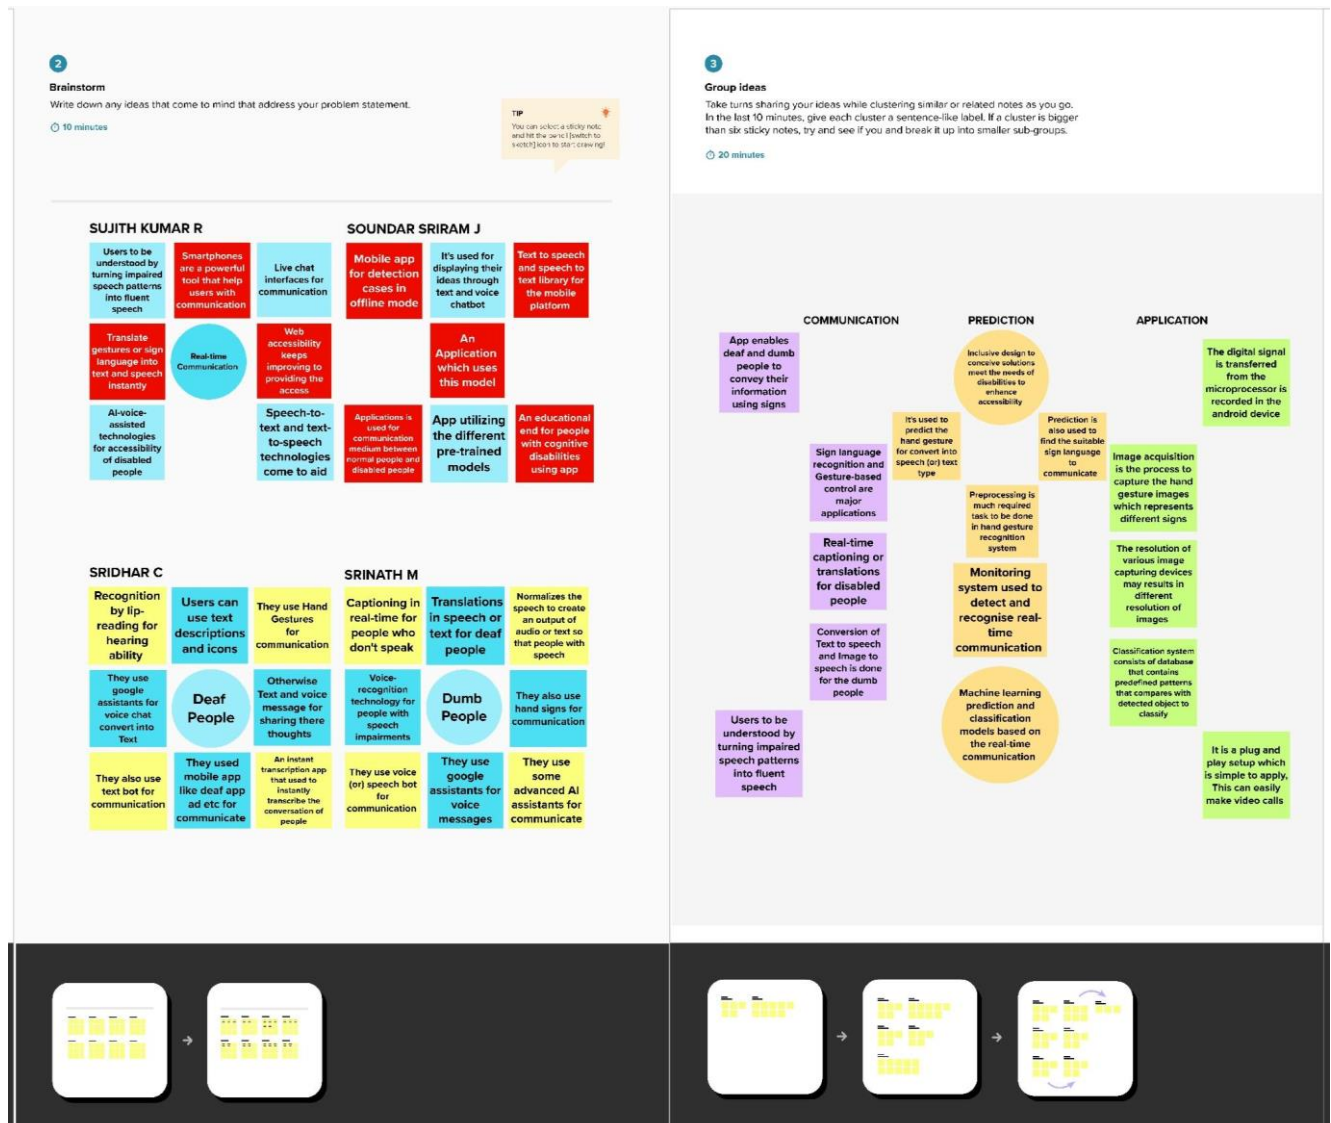 2
Brainstorm
Write down any ideas that come to mind that address your problem statement.
10 minutes
TIP
You can select a sticky note
and hit the pencil [switch to
sketch] icon to start drawing!
SUJITH KUMAR R
Users to be
understood by
turning impaired
speech patterns
into fluent
speech
Smartphones
are a powerful
tool that help
users with
communication
Live chat
interfaces for
communication
Translate
gestures or sign
language into
text and speech
instantly
Real-time
Communication
Web
accessibility
keeps
improving to
providing the
access
AI-voice-
assisted
technologies
for accessibility
of disabled
people
Speech-to-
text and text-
to-speech
technologies
come to aid
SOUNDAR SRIRAM J
Mobile app
for detection
cases in
offline mode
It's used for
displaying their
ideas through
text and voice
chatbot
Text to speech
and speech to
text library for
the mobile
platform
An
Application
which uses
this model
Applications is
used for
communication
medium between
normal people and
disabled people
App utilizing
the different
pre-trained
models
An educational
end for people
with cognitive
disabilities
using app
SRIDHAR C
Recognition
by lip-
reading for
hearing
ability
Users can
use text
descriptions
and icons
They use Hand
Gestures
for
communication
They use
google
assistants for
voice chat
convert into
Text
Deaf
People
Otherwise
Text and voice
message for
sharing there
thoughts
They also use
text bot for
communication
They used
mobile app
like deaf app
ad etc for
communicate
An instant
transcription app
that used to
instantly
transcribe the
conversation of
people
SRINATH M
Captioning in
real-time for
people who
don't speak
Translations
in speech or
text for deaf
people
Normalizes the
speech to create
an output of
audio or text so
that people with
speech
Voice-
recognition
technology for
people with
speech
impairments
Dumb
People
They also use
hand signs for
communication
They use voice
(or) speech bot
for
communication
They use
google
assistants for
voice
messages
They use
some
advanced AI
assistants for
communicate
3
Group ideas
Take turns sharing your ideas while clustering similar or related notes as you go.
In the last 10 minutes, give each cluster a sentence-like label. If a cluster is bigger
than six sticky notes, try and see if you and break it up into smaller sub-groups.
20 minutes
COMMUNICATION
App enables
deaf and dumb
people to
convey their
information
using signs
Sign language
recognition and
Gesture-based
control are
major
applications
Real-time
captioning or
translations
for disabled
people
Conversion of
Text to speech
and Image to
speech is done
for the dumb
people
Users to be
understood by
turning impaired
speech patterns
into fluent
speech
PREDICTION
Inclusive design to
conceive solutions
meet the needs of
disabilities to
enhance
accessibility
It's used to
predict the
hand gesture
for convert into
speech (or) text
type
Prediction is
also used to
find the suitable
sign language
to
communicate
Preprocessing is
much required
task to be done
in hand gesture
recognition
system
Monitoring
system used to
detect and
recognise real-
time
communication
Machine learning
prediction and
classification
models based on
the real-time
communication
APPLICATION
The digital signal
is transferred
from the
microprocessor is
recorded in the
android device
Image acquisition
is the process to
capture the hand
gesture images
which represents
different signs
The resolution of
various image
capturing devices
may results in
different
resolution of
images
Classification system
consists of database
that contains
predefined patterns
that compares with
detected object to
classify
It is a plug and
play setup which
is simple to apply,
This can easily
make video calls